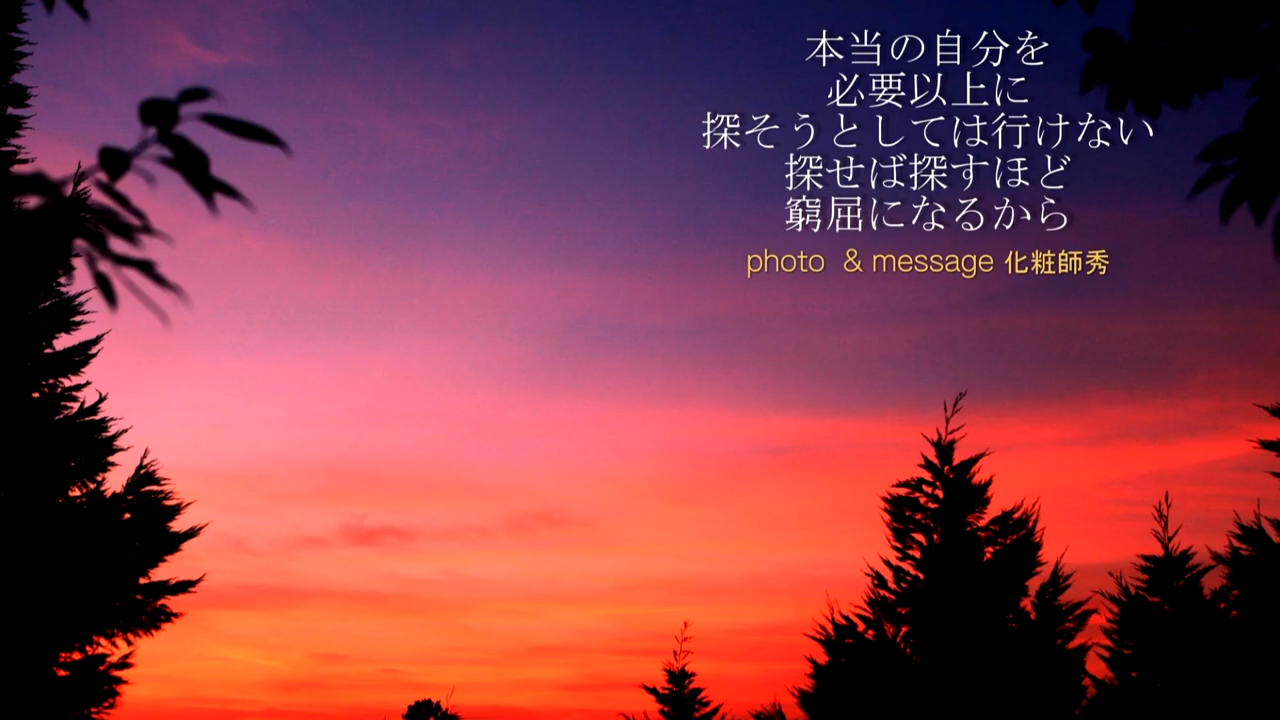 本当の自分を
必要以上に
探そうとしては行けない
探せば探すほど
窮屈になるから
photo & message 化粧師秀